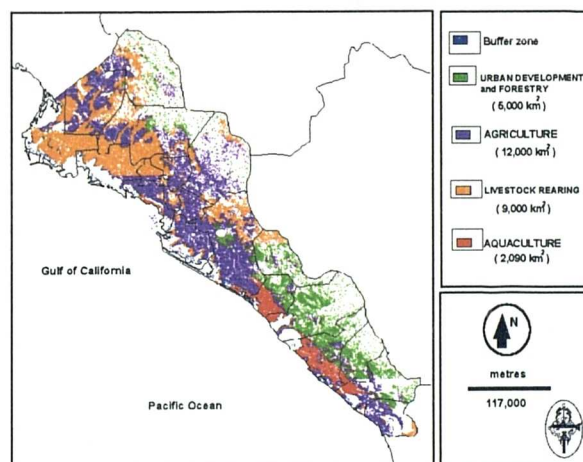 Gulf of California
Pacific Ocean
Buffer zone
URBAN DEVELOPMENT
and FORESTRY
(5,000 km²)
AGRICULTURE
(12,000 km²)
LIVESTOCK REARING
(9,000 km²)
AQUACULTURE
(2,090 km²)
N
metres
117,000